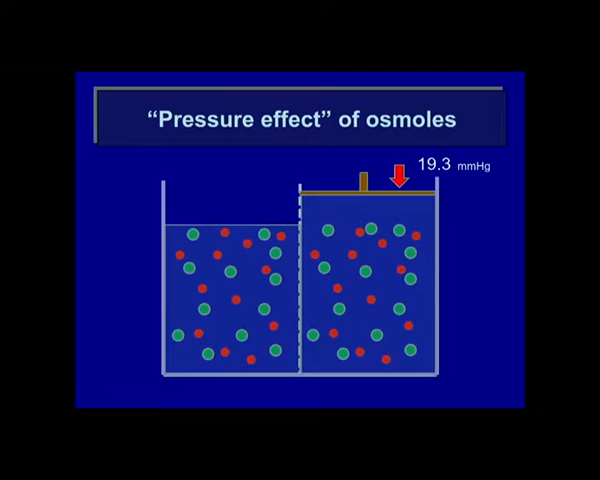 “Pressure effect” of osmoles
19.3 mmHg